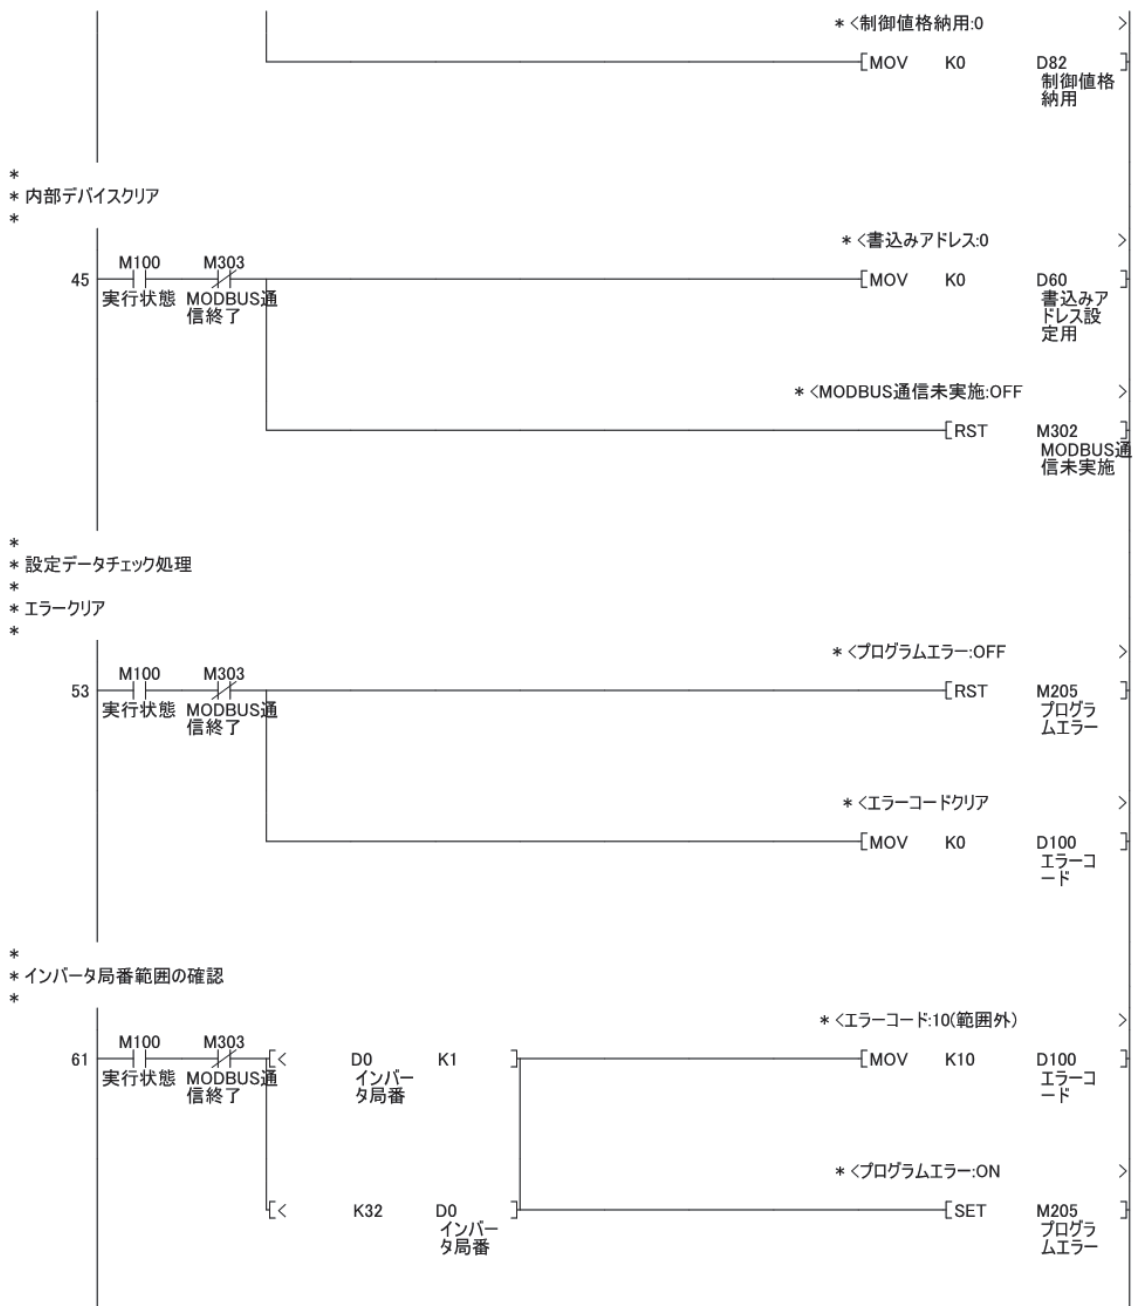 * <制御値格納用:0 >
[MOV K0 D82 ]
制御値格
納用
*
* 内部デバイスクリア
*
* <書込みアドレス:0 >
M100 M303
45 [MOV K0 D60 ]
実行状態 MODBUS通 書込みア
信終了 ドレス設
定用
* <MODBUS通信未実施:OFF >
[RST M302 ]
MODBUS通
信未実施
*
* 設定データチェック処理
*
* エラークリア
*
* <プログラムエラー:OFF >
M100 M303
53 [RST M205 ]
実行状態 MODBUS通 プログラ
信終了 ムエラー
* <エラーコードクリア >
[MOV K0 D100 ]
エラーコ
ード
*
* インバータ局番範囲の確認
*
* <エラーコード:10(範囲外) >
M100 M303
61 [< D0 K1 ] [MOV K10 D100 ]
実行状態 MODBUS通 インバー エラーコ
信終了 タ局番 ード
* <プログラムエラー:ON >
[< K32 D0 ] [SET M205 ]
インバー プログラ
タ局番 ムエラー